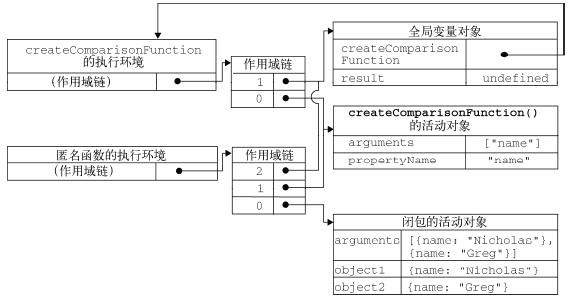 全局变量对象
createComparisonFunction
的执行环境
(作用域链)
作用域链
1
0
createComparison
Function
result
undefined
createComparisonFunction()
的活动对象
arguments
["name"]
propertyName
"name"
匿名函数的执行环境
(作用域链)
作用域链
2
1
0
闭包的活动对象
arguments
[{name: "Nicholas"},
{name: "Greg"}]
object1
{name: "Nicholas"}
object2
{name: "Greg"}